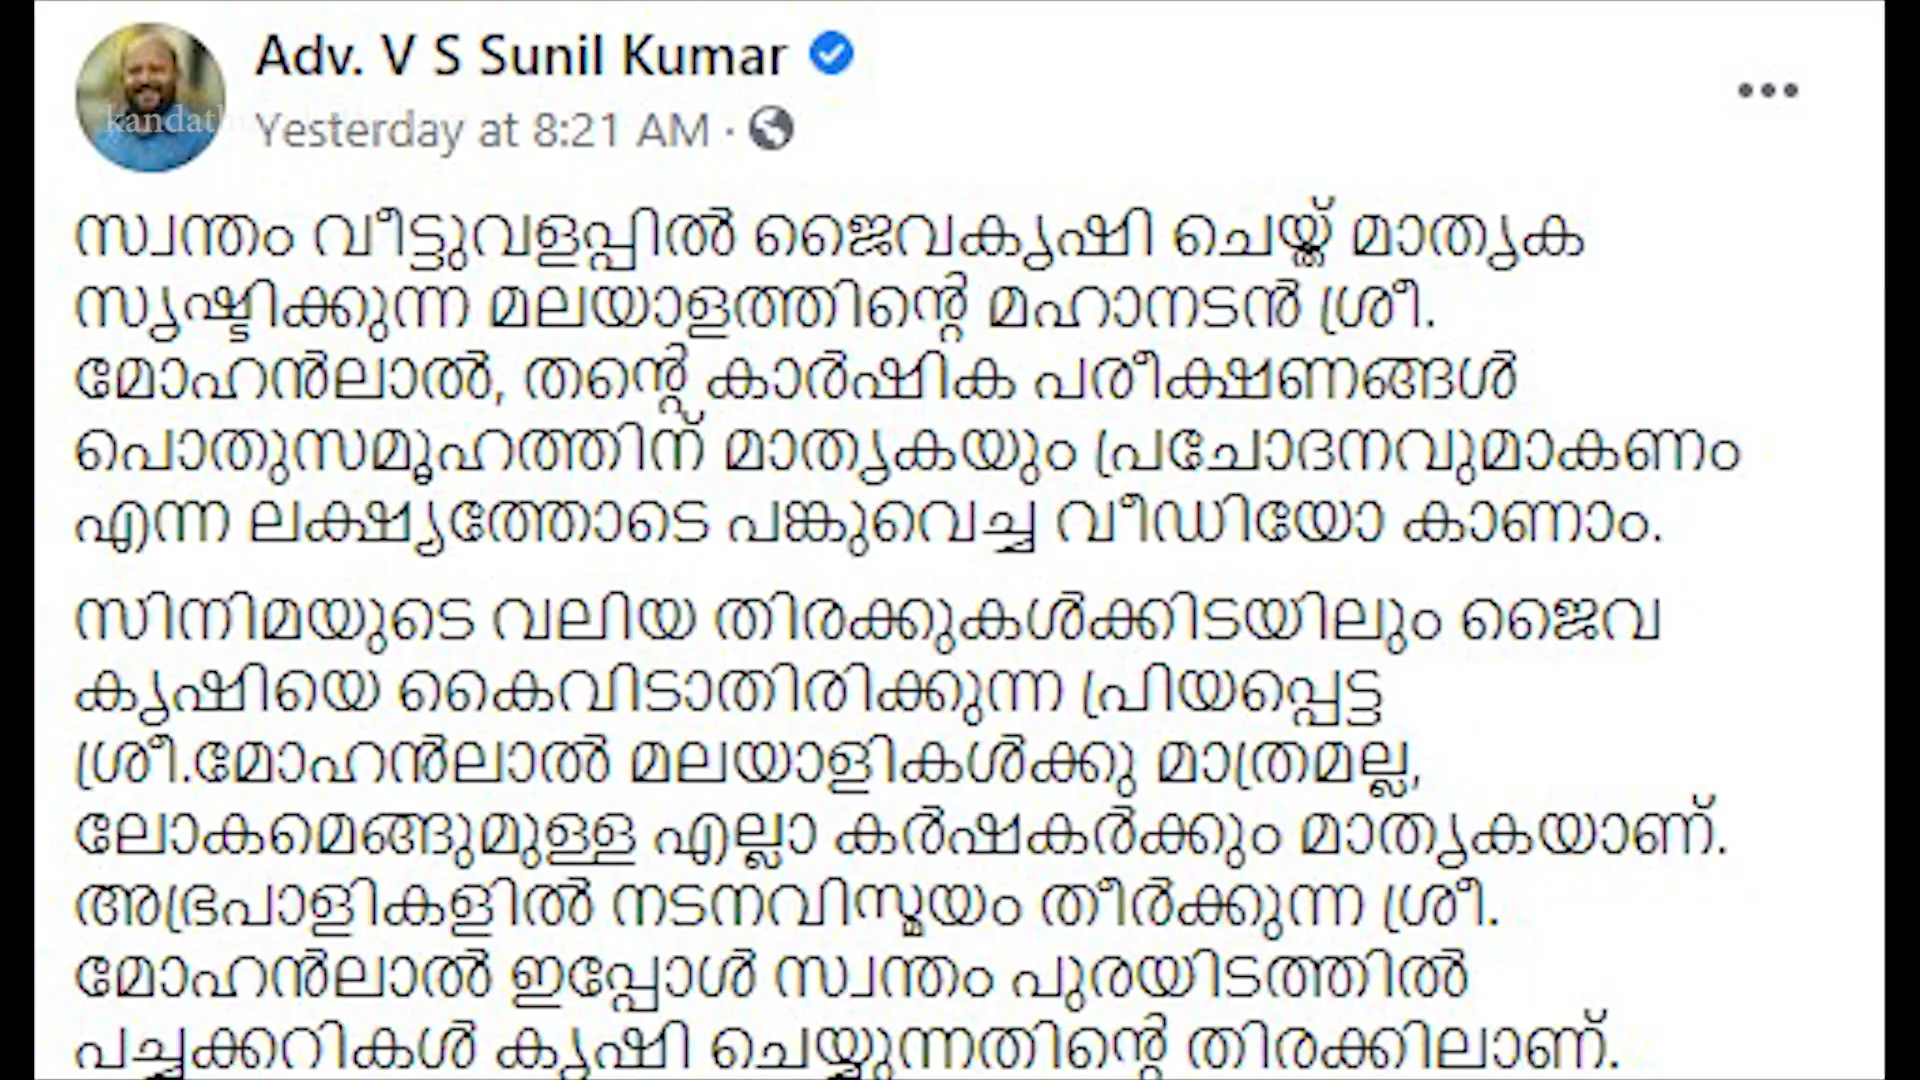 Adv. V S Sunil Kumar
Yesterday at 8:21 AM ·
സ്വന്തം വീട്ടുവളപ്പിൽ ജൈവകൃഷി ചെയ്ത് മാതൃക
സൃഷ്ടിക്കുന്ന മലയാളത്തിന്റെ മഹാനടൻ ശ്രീ.
മോഹൻലാൽ, തന്റെ കാർഷിക പരീക്ഷണങ്ങൾ
പൊതുസമൂഹത്തിന് മാതൃകയും പ്രചോദനവുമാകണം
എന്ന ലക്ഷ്യത്തോടെ പങ്കുവെച്ച വീഡിയോ കാണാം.
സിനിമയുടെ വലിയ തിരക്കുകൾക്കിടയിലും ജൈവ
കൃഷിയെ കൈവിടാതിരിക്കുന്ന പ്രിയപ്പെട്ട
ശ്രീ.മോഹൻലാൽ മലയാളികൾക്കു മാത്രമല്ല,
ലോകമെങ്ങുമുള്ള എല്ലാ കർഷകർക്കും മാതൃകയാണ്.
അഭ്രപാളികളിൽ നടനവിസ്മയം തീർക്കുന്ന ശ്രീ.
മോഹൻലാൽ ഇപ്പോൾ സ്വന്തം പുരയിടത്തിൽ
പച്ചക്കറികൾ കൃഷി ചെയ്യുന്നതിന്റെ തിരക്കിലാണ്.